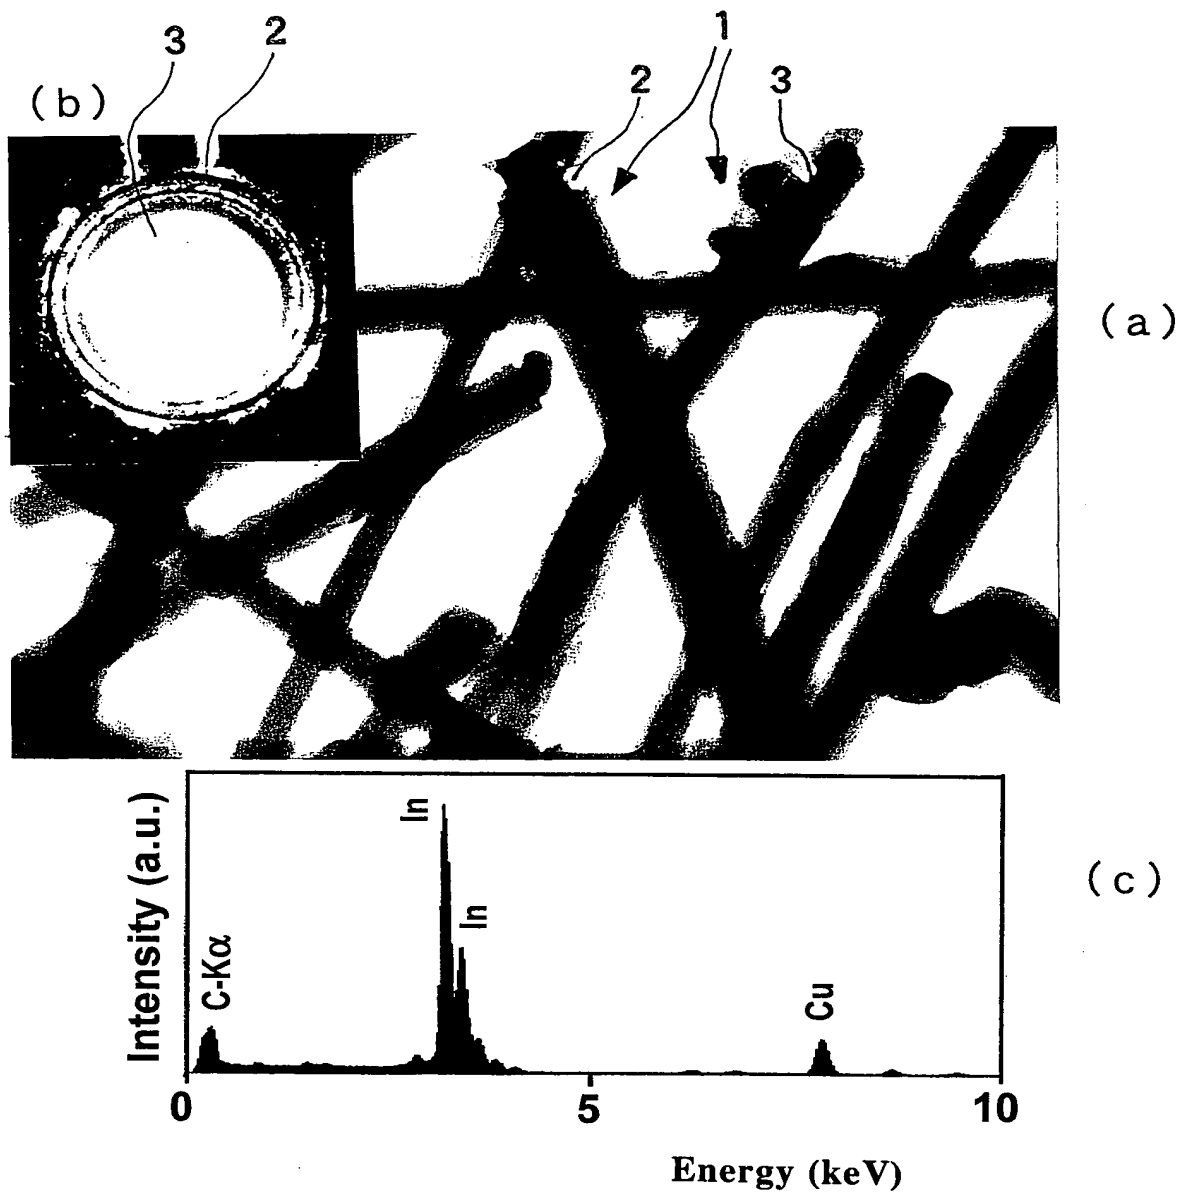 1
3 2
2 3
(b)
(a)
In
In
C-Kα
Cu
Intensity (a.u.)
(c)
0 5 10
Energy (keV)